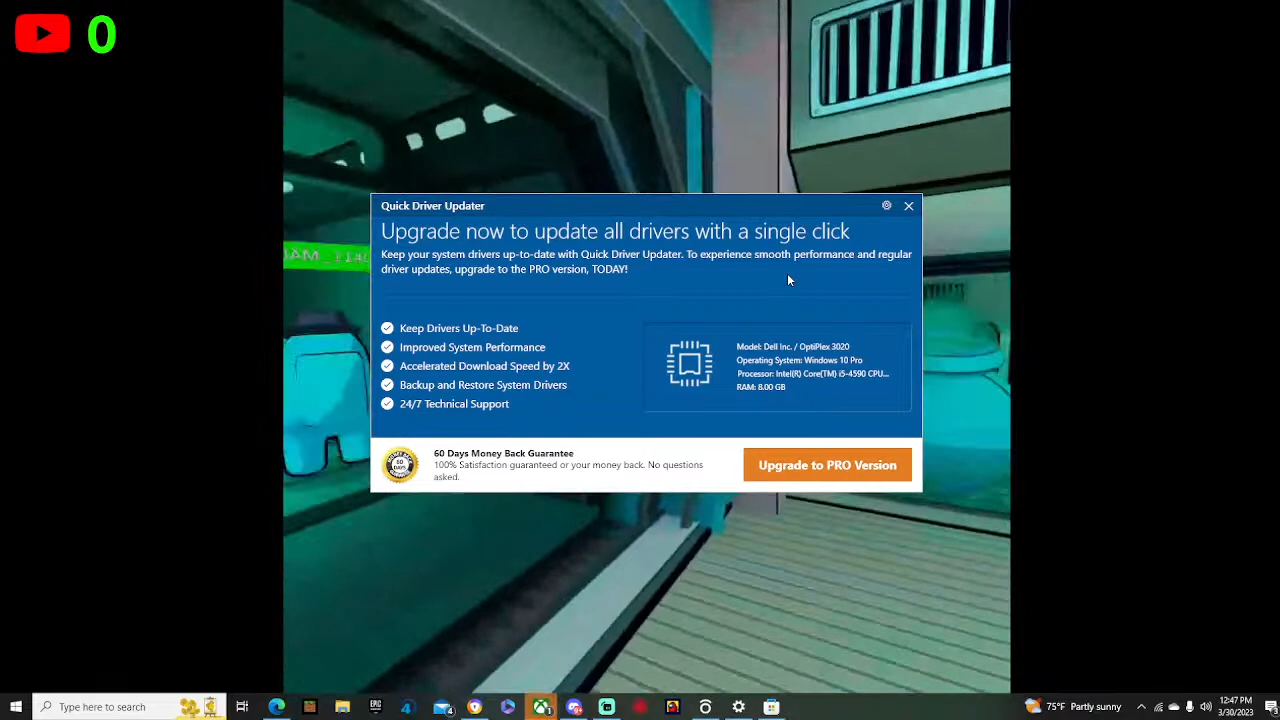 0
Quick Driver Updater
Upgrade now to update all drivers with a single click
Keep your system drivers up-to-date with Quick Driver Updater. To experience smooth performance and regular
driver updates, upgrade to the PRO version, TODAY!
Keep Drivers Up-To-Date
Improved System Performance
Accelerated Download Speed by 2X
Backup and Restore System Drivers
24/7 Technical Support
Model: Dell Inc. / OptiPlex 3020
Operating System: Windows 10 Pro
Processor: Intel(R) Core(TM) i5-4590 CPU...
RAM: 8.00 GB
60 Days Money Back Guarantee
100% Satisfaction guaranteed or your money back. No questions
asked.
Upgrade to PRO Version
Type here to search
EPIC
4
75°F Partly sunny
12:47 PM
3/30/2023